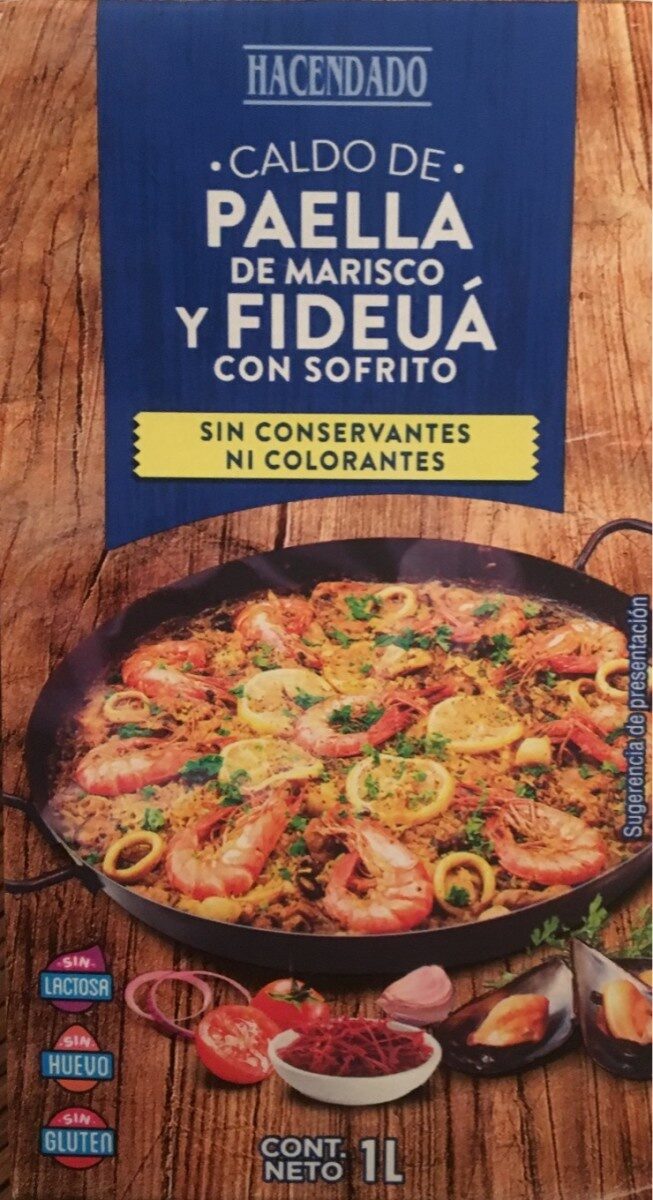 HACENDADO
·CALDO DE·
PAELLA
DE MARISCO
Y FIDEUÁ
CON SOFRITO
SIN CONSERVANTES
NI COLORANTES
Sugerencia de presentación
SIN
LACTOSA
SIN
HUEVO
SIN
GLUTEN
CONT.
NETO 1L